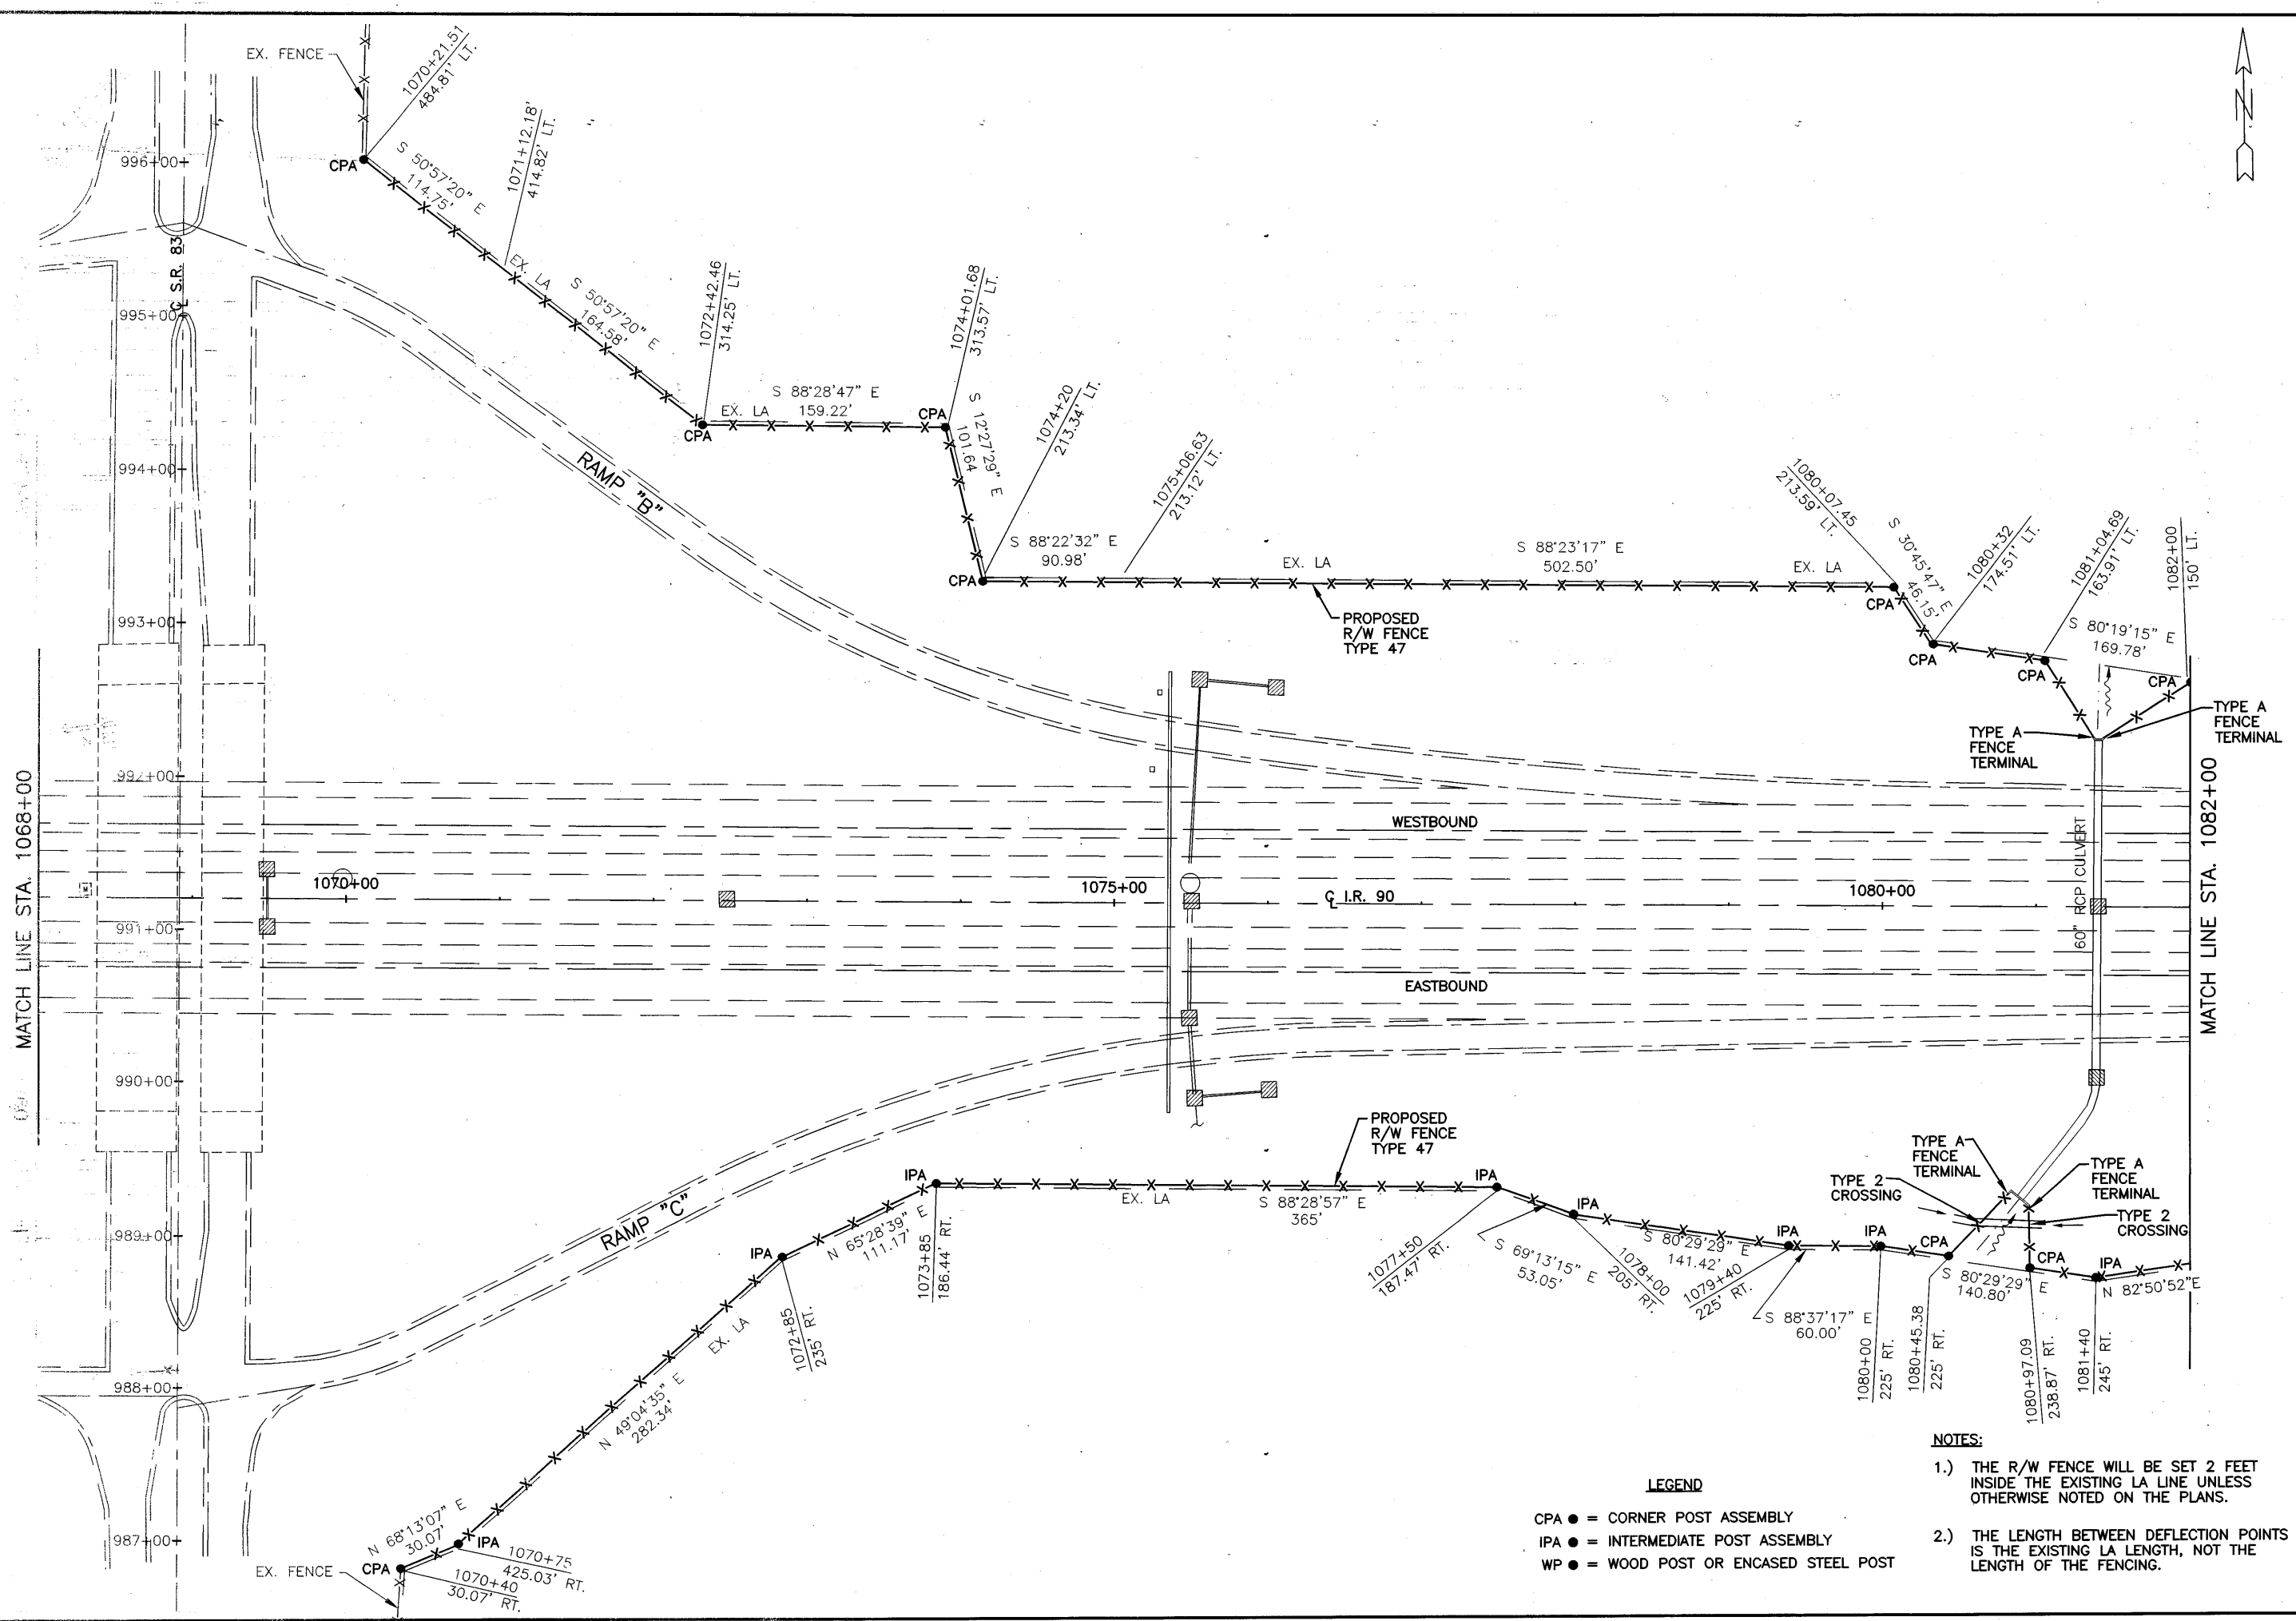 EX. FENCE
1070+21.51
484.81' LT.
CPA
S 50°57'20" E
114.75'
1071+12.18'
414.82' LT.
EX. LA
S 50°57'20" E
164.58'
1072+42.46
314.25' LT.
CPA
EX. LA
S 88°28'47" E
159.22'
CPA
1074+01.68
313.57' LT.
S 12°27'29" E
101.64
CPA
1074+20
213.34' LT.
S 88°22'32" E
90.98'
1075+06.63
213.12' LT.
EX. LA
S 88°23'17" E
502.50'
EX. LA
PROPOSED
R/W FENCE
TYPE 47
1080+07.45
213.59' LT.
CPA
S 30°45'47" E
46.15'
1080+32
174.51' LT.
CPA
1081+04.69
163.91' LT.
CPA
1082+00
150' LT.
S 80°19'15" E
169.78'
CPA
TYPE A
FENCE
TERMINAL
TYPE A
FENCE
TERMINAL
N
996+00
℄ S.R. 83
995+00
994+00
993+00
992+00
991+00
990+00
989+00
988+00
987+00
RAMP "B"
MATCH LINE STA. 1068+00
MATCH LINE STA. 1082+00
WESTBOUND
1070+00
1075+00
℄ I.R. 90
1080+00
60" RCP CULVERT
EASTBOUND
RAMP "C"
PROPOSED
R/W FENCE
TYPE 47
IPA
EX. LA
S 88°28'57" E
365'
IPA
N 65°28'39" E
111.17'
1073+85
186.44' RT.
IPA
1072+85
235' RT.
EX. LA
N 49°04'35" E
282.34'
N 68°13'07" E
30.07'
IPA
CPA
1070+75
425.03' RT.
1070+40
30.07' RT.
EX. FENCE
1077+50
187.47' RT.
S 69°13'15" E
53.05'
IPA
1078+00
205' RT.
S 80°29'29" E
141.42'
IPA
1079+40
225' RT.
S 88°37'17" E
60.00'
IPA
1080+00
225' RT.
CPA
1080+45.38
225' RT.
TYPE 2
CROSSING
TYPE A
FENCE
TERMINAL
TYPE A
FENCE
TERMINAL
TYPE 2
CROSSING
S 80°29'29" E
140.80'
CPA
1080+97.09
238.87' RT.
IPA
1081+40
245' RT.
N 82°50'52"E
LEGEND
CPA ● = CORNER POST ASSEMBLY
IPA ● = INTERMEDIATE POST ASSEMBLY
WP ● = WOOD POST OR ENCASED STEEL POST
NOTES:
1.) THE R/W FENCE WILL BE SET 2 FEET
INSIDE THE EXISTING LA LINE UNLESS
OTHERWISE NOTED ON THE PLANS.
2.) THE LENGTH BETWEEN DEFLECTION POINTS
IS THE EXISTING LA LENGTH, NOT THE
LENGTH OF THE FENCING.